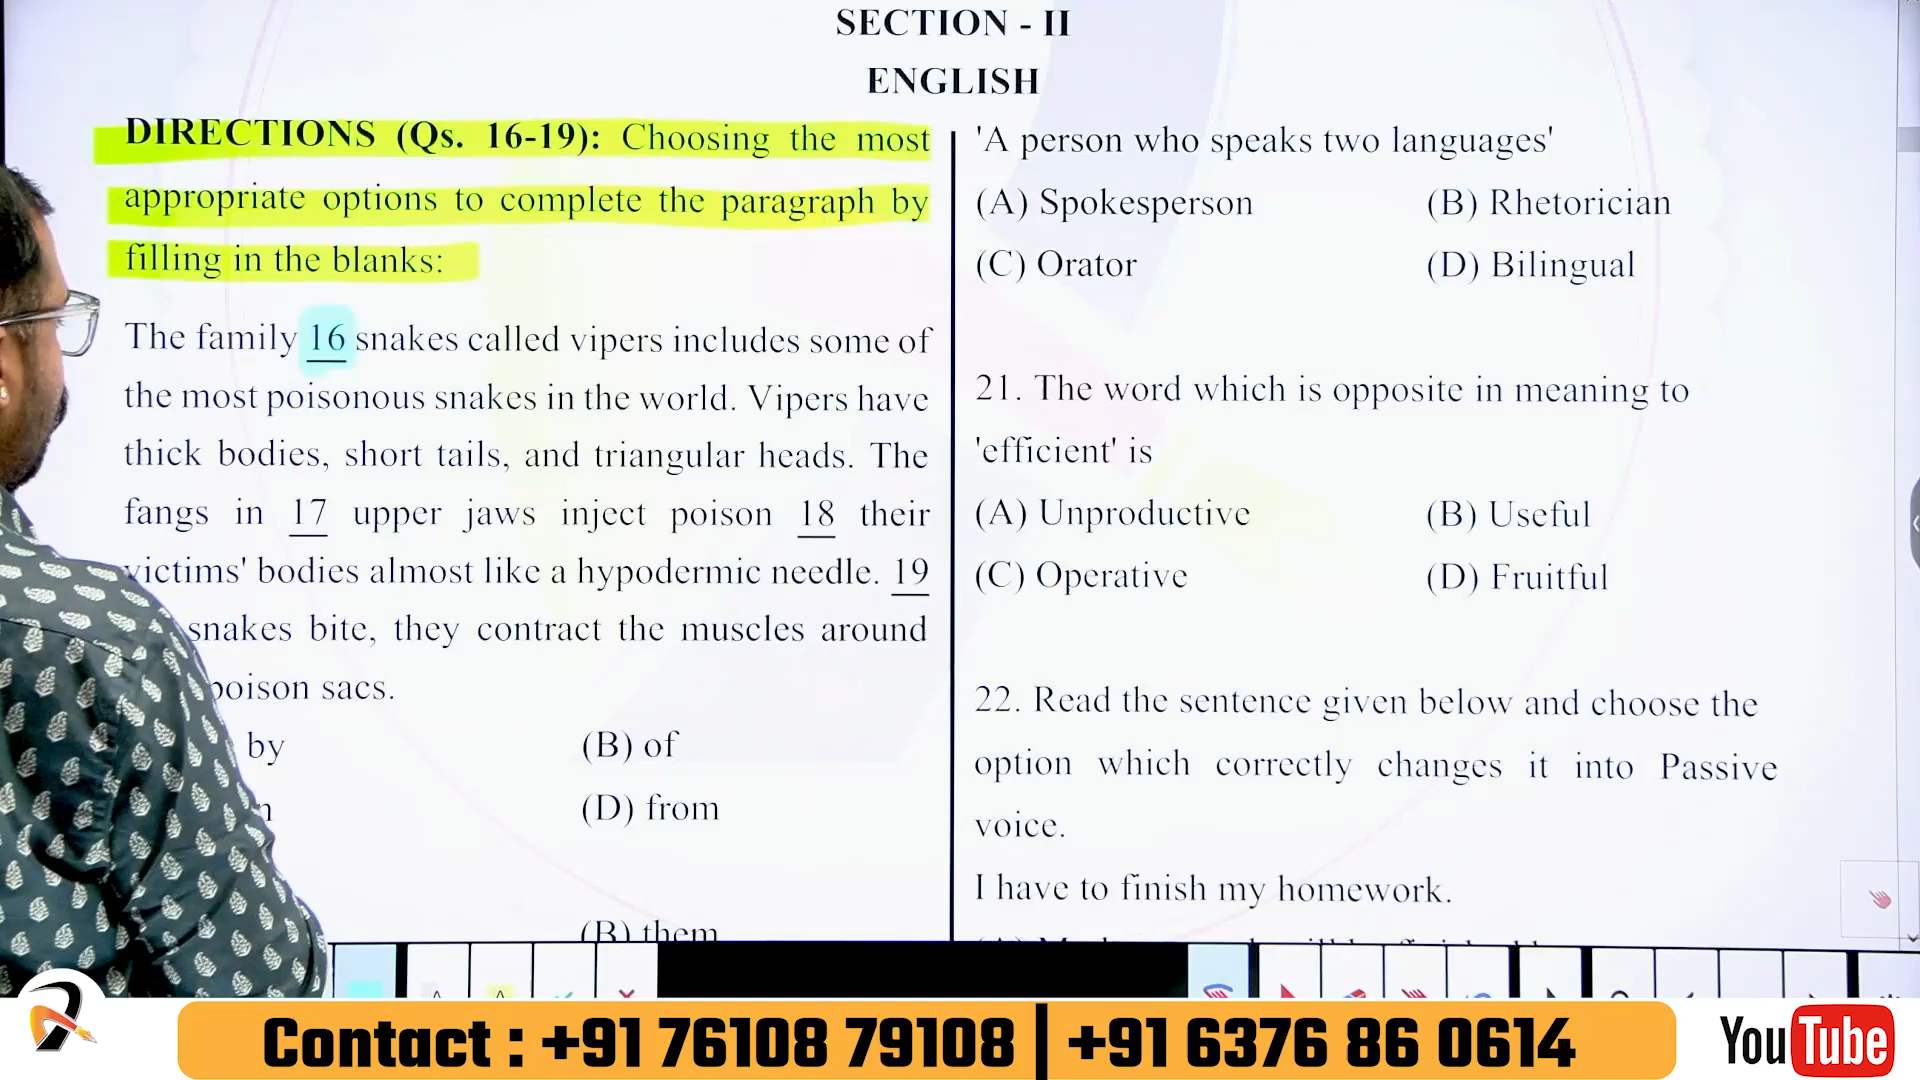 SECTION - II
ENGLISH
DIRECTIONS (Qs. 16-19): Choosing the most
appropriate options to complete the paragraph by
filling in the blanks:
The family 16 snakes called vipers includes some of
the most poisonous snakes in the world. Vipers have
thick bodies, short tails, and triangular heads. The
fangs in 17 upper jaws inject poison 18 their
victims' bodies almost like a hypodermic needle. 19
snakes bite, they contract the muscles around
poison sacs.
by
(B) of
(D) from
(B) them
'A person who speaks two languages'
(A) Spokesperson (B) Rhetorician
(C) Orator (D) Bilingual
21. The word which is opposite in meaning to
'efficient' is
(A) Unproductive (B) Useful
(C) Operative (D) Fruitful
22. Read the sentence given below and choose the
option which correctly changes it into Passive
voice.
I have to finish my homework.
Contact : +91 76108 79108 | +91 6376 86 0614
YouTube